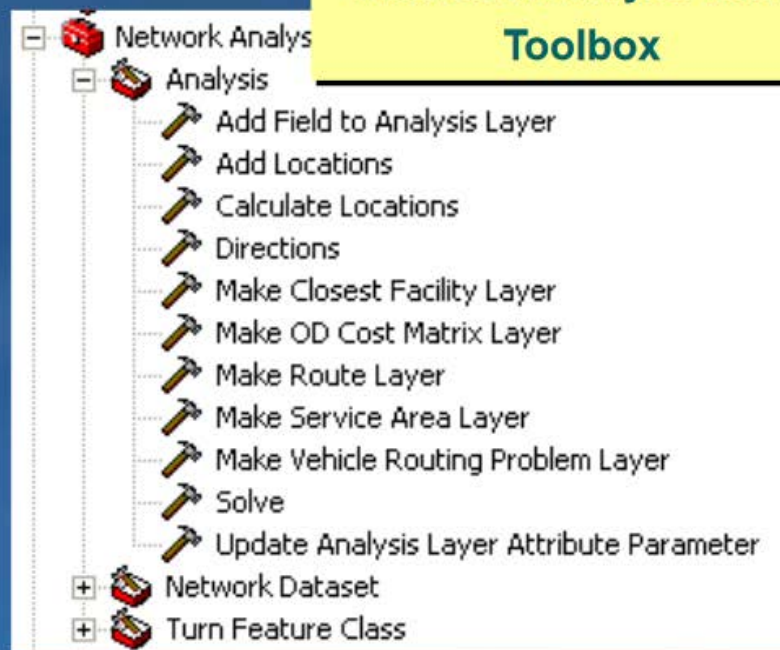 Toolbox
Network Analys
Analysis
Add Field to Analysis Layer
Add Locations
Calculate Locations
Directions
Make Closest Facility Layer
Make OD Cost Matrix Layer
Make Route Layer
Make Service Area Layer
Make Vehicle Routing Problem Layer
Solve
Update Analysis Layer Attribute Parameter
Network Dataset
Turn Feature Class